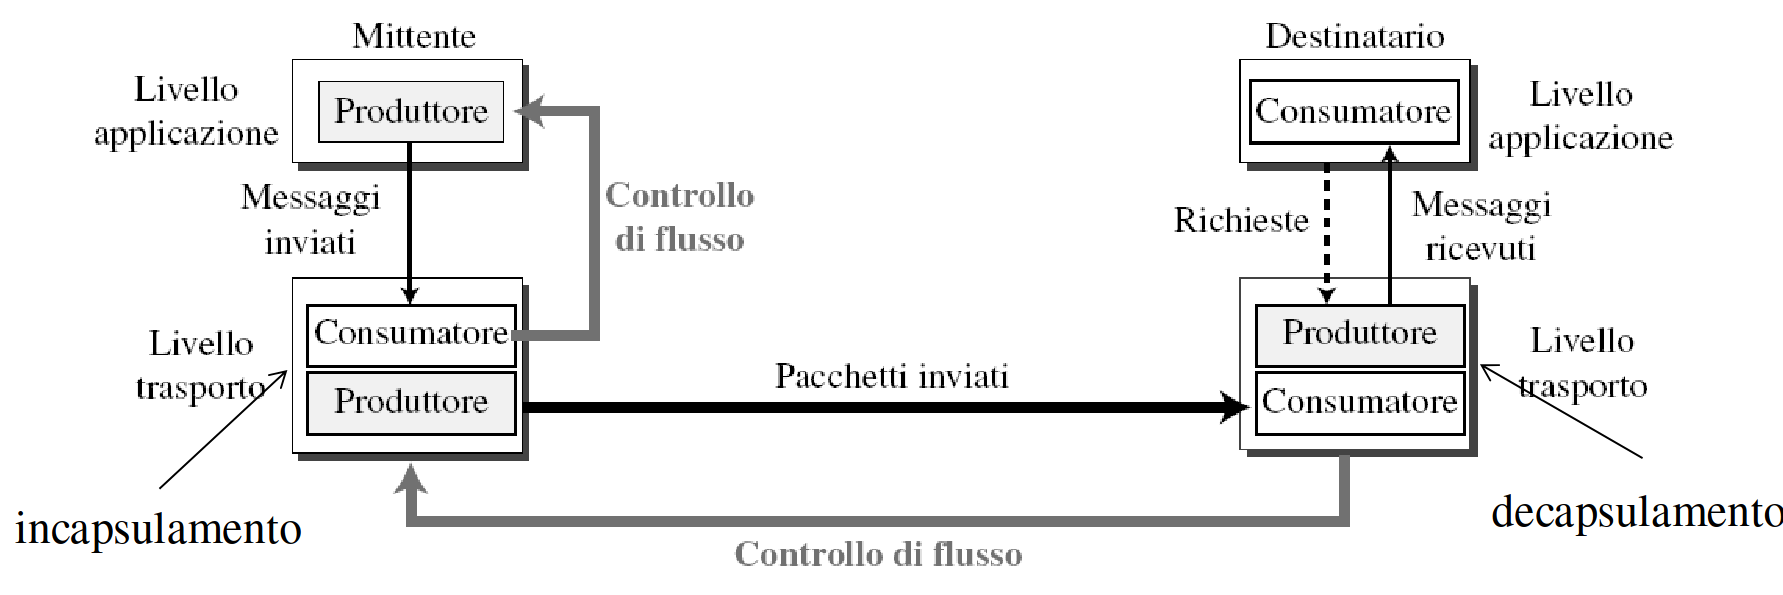 Mittente
Destinatario
Livello
applicazione
Produttore
Consumatore
Livello
applicazione
Messaggi
inviati
Controllo
di flusso
Richieste
Messaggi
ricevuti
Livello
trasporto
Consumatore
Produttore
Pacchetti inviati
Produttore
Consumatore
Livello
trasporto
incapsulamento
decapsulamento
Controllo di flusso